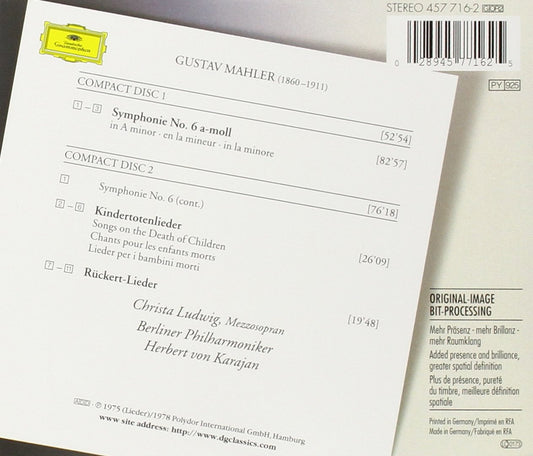 STEREO 457 716-2 GDR2
0 28945 77162 5
PY 925
Deutsche
Grammophon
GUSTAV MAHLER (1860–1911)
COMPACT DISC 1 [52'54]
1 – 3 Symphonie No. 6 a-moll [82'57]
in A minor · en la mineur · in la minore
COMPACT DISC 2 [76'18]
1 Symphonie No. 6 (cont.)
2 – 6 Kindertotenlieder [26'09]
Songs on the Death of Children
Chants pour les enfants morts
Lieder per i bambini morti
7 – 11 Rückert-Lieder [19'48]
Christa Ludwig, Mezzosopran
Berliner Philharmoniker
Herbert von Karajan
ADD · ℗ 1975 (Lieder)/1978 Polydor International GmbH, Hamburg
www site address: http://www.dgclassics.com
ORIGINAL-IMAGE
BIT-PROCESSING
Mehr Präsenz - mehr Brillanz -
mehr Raumklang
Added presence and brilliance,
greater spatial definition
Plus de présence, pureté
du timbre, meilleure définition
spatiale
Printed in Germany/Imprimé en RFA
Made in Germany/Fabriqué en RFA